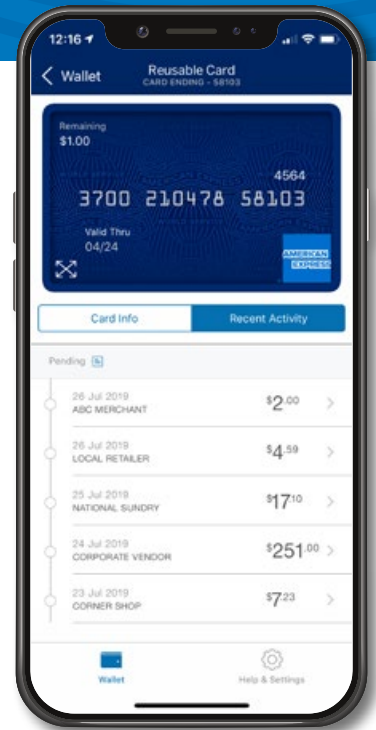 12:16
Wallet
Reusable Card
CARD ENDING - 58103
Remaining
$1.00
4564
3700 210478 58103
Valid Thru
04/24
AMERICAN
EXPRESS
Card Info
Recent Activity
Pending
26 Jul 2019
ABC MERCHANT
$2.00
26 Jul 2019
LOCAL RETAILER
$4.59
25 Jul 2019
NATIONAL SUNDRY
$17.10
24 Jul 2019
CORPORATE VENDOR
$251.00
23 Jul 2019
CORNER SHOP
$7.23
Wallet
Help & Settings